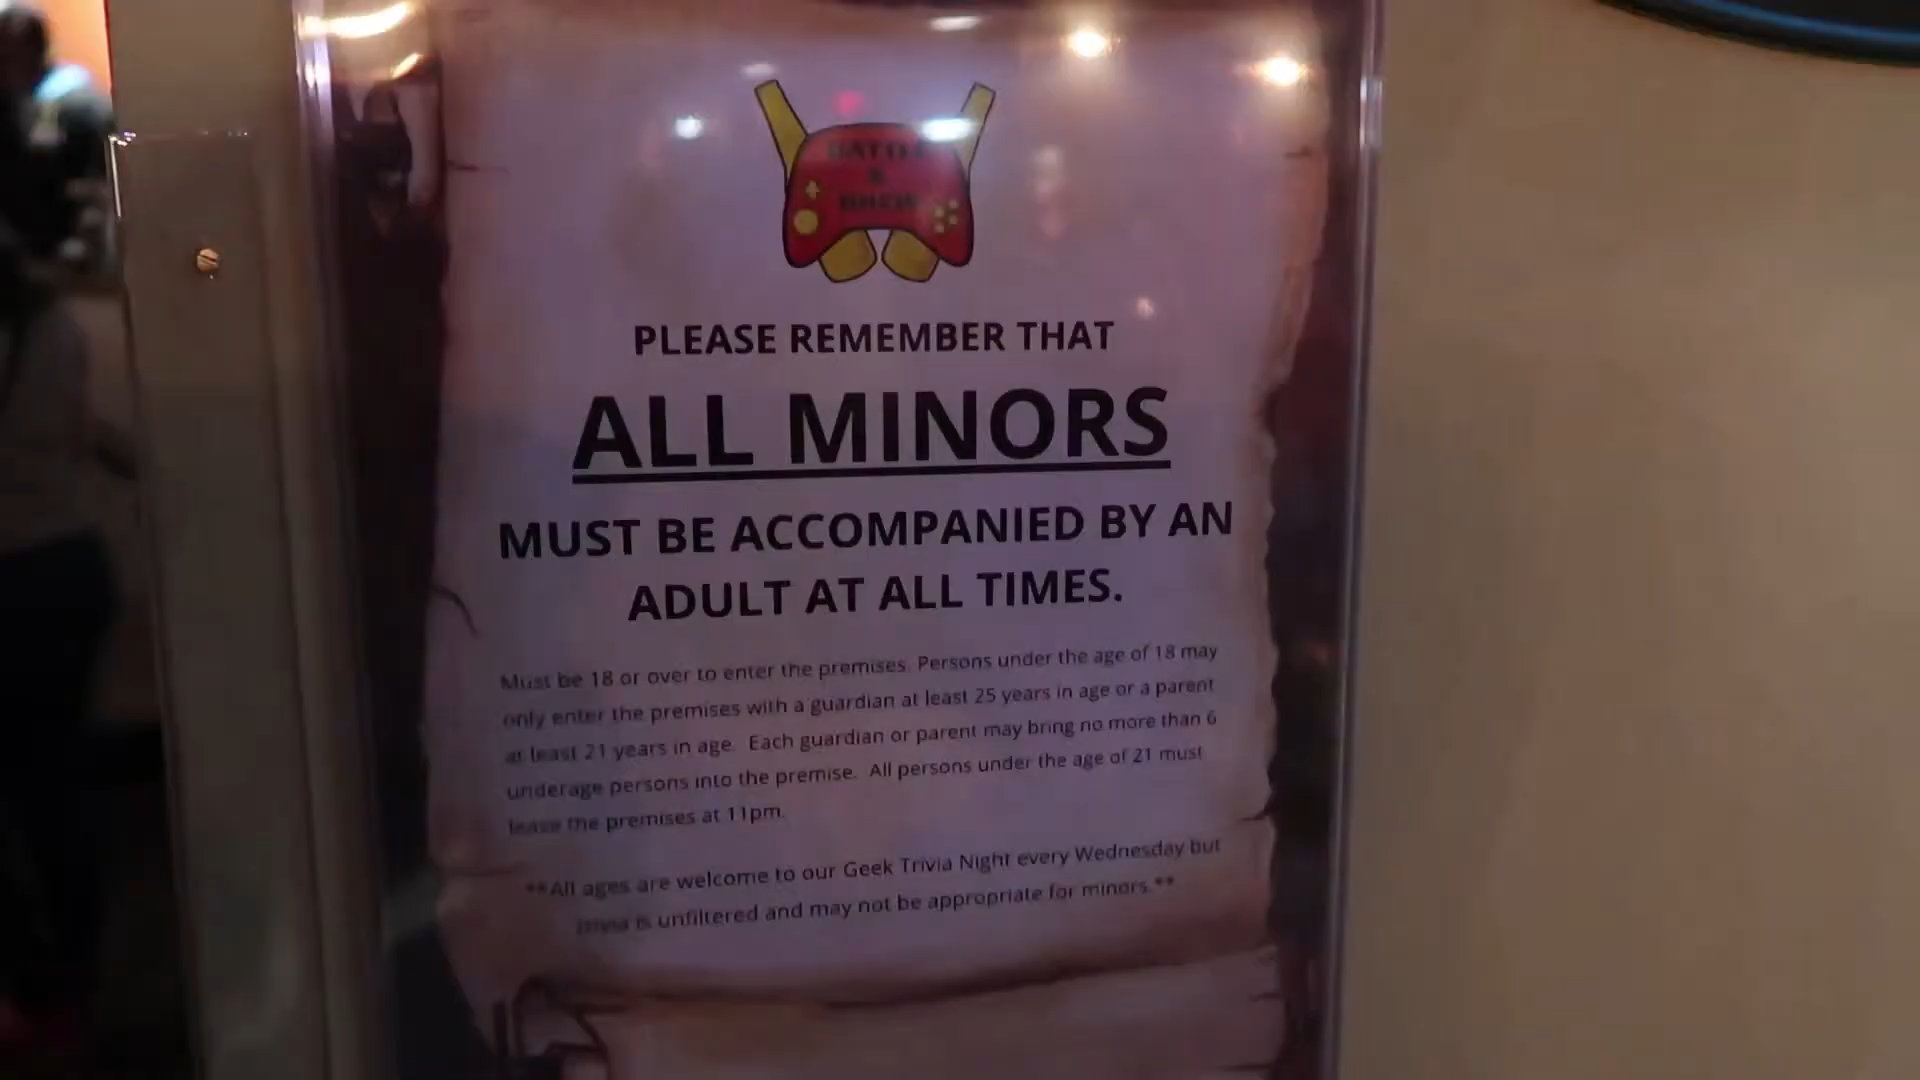 BATTLE
&
BREW
PLEASE REMEMBER THAT
ALL MINORS
MUST BE ACCOMPANIED BY AN
ADULT AT ALL TIMES.
Must be 18 or over to enter the premises. Persons under the age of 18 may
only enter the premises with a guardian at least 25 years in age or a parent
at least 21 years in age. Each guardian or parent may bring no more than 6
underage persons into the premise. All persons under the age of 21 must
lease the premises at 11pm.
**All ages are welcome to our Geek Trivia Night every Wednesday but
trivia is unfiltered and may not be appropriate for minors.**